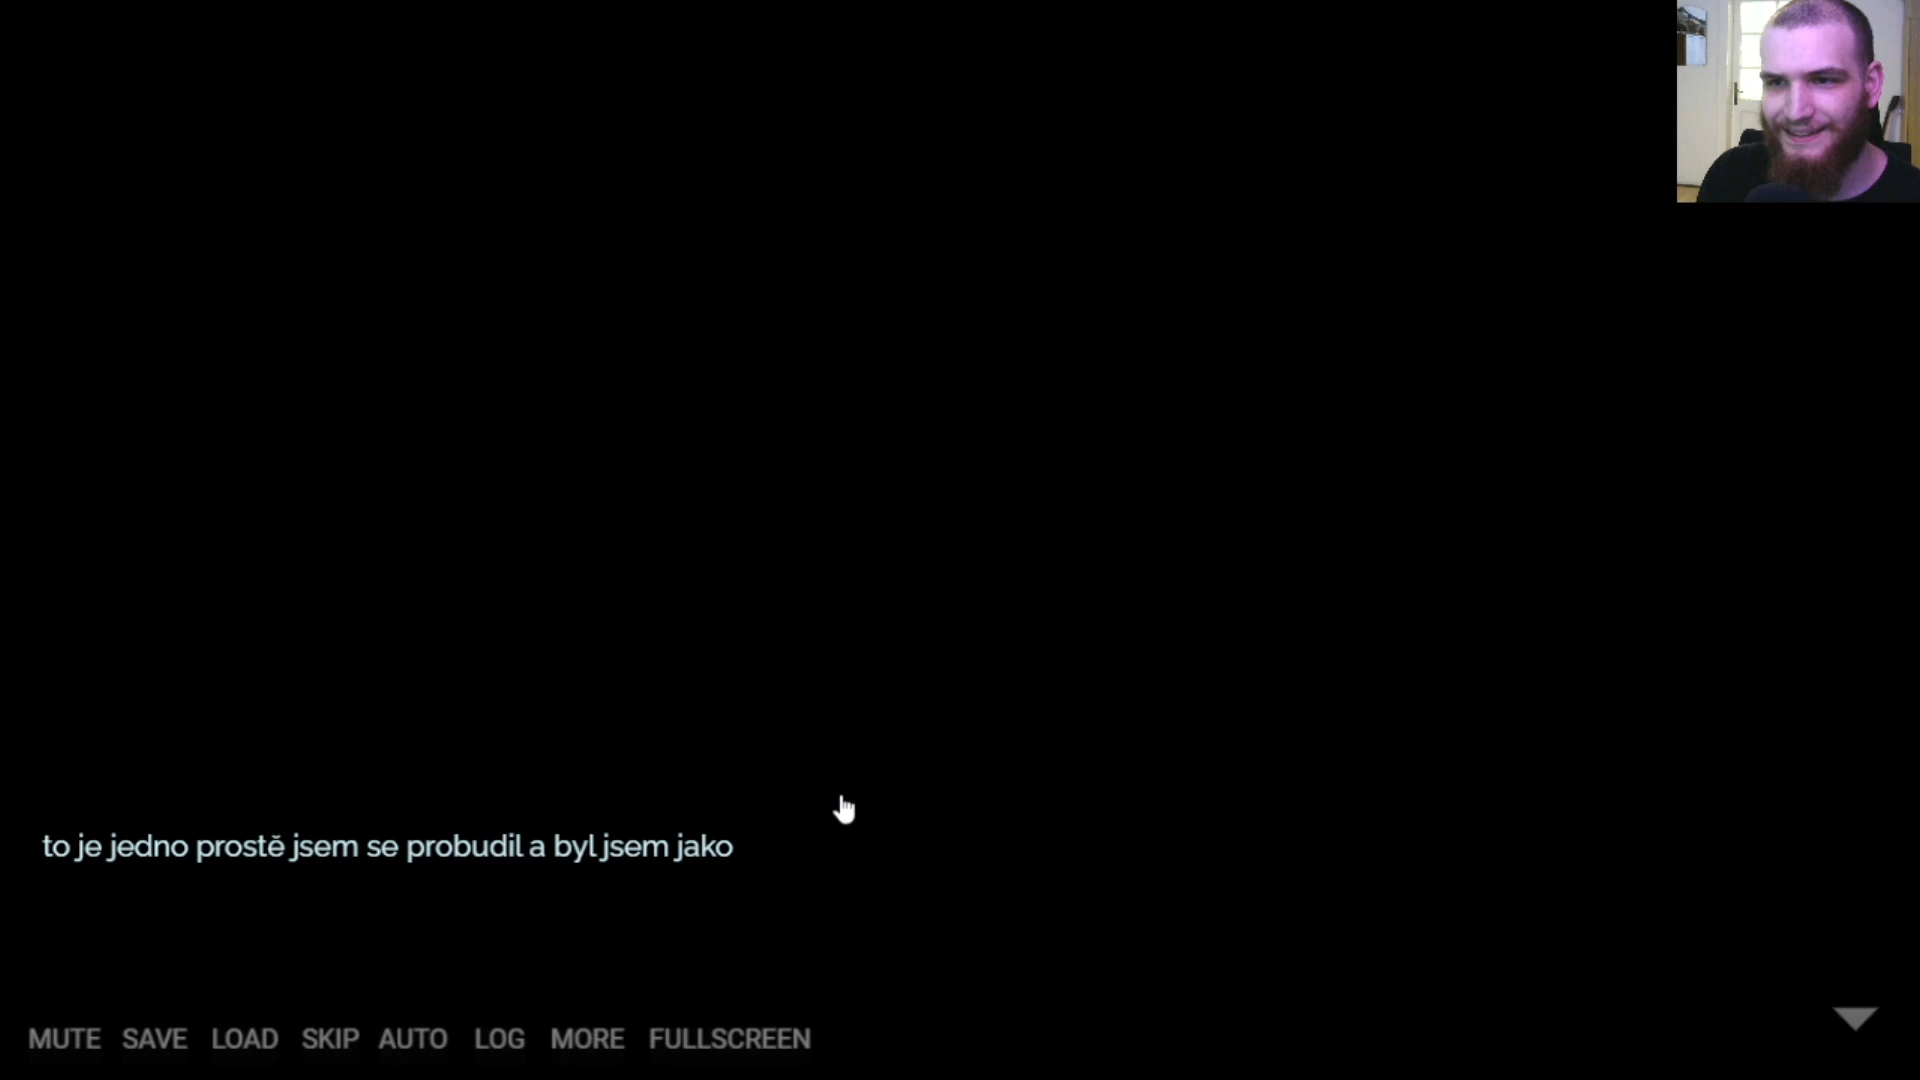 to je jedno prostě jsem se probudil a byl jsem jako
MUTE SAVE LOAD SKIP AUTO LOG MORE FULLSCREEN